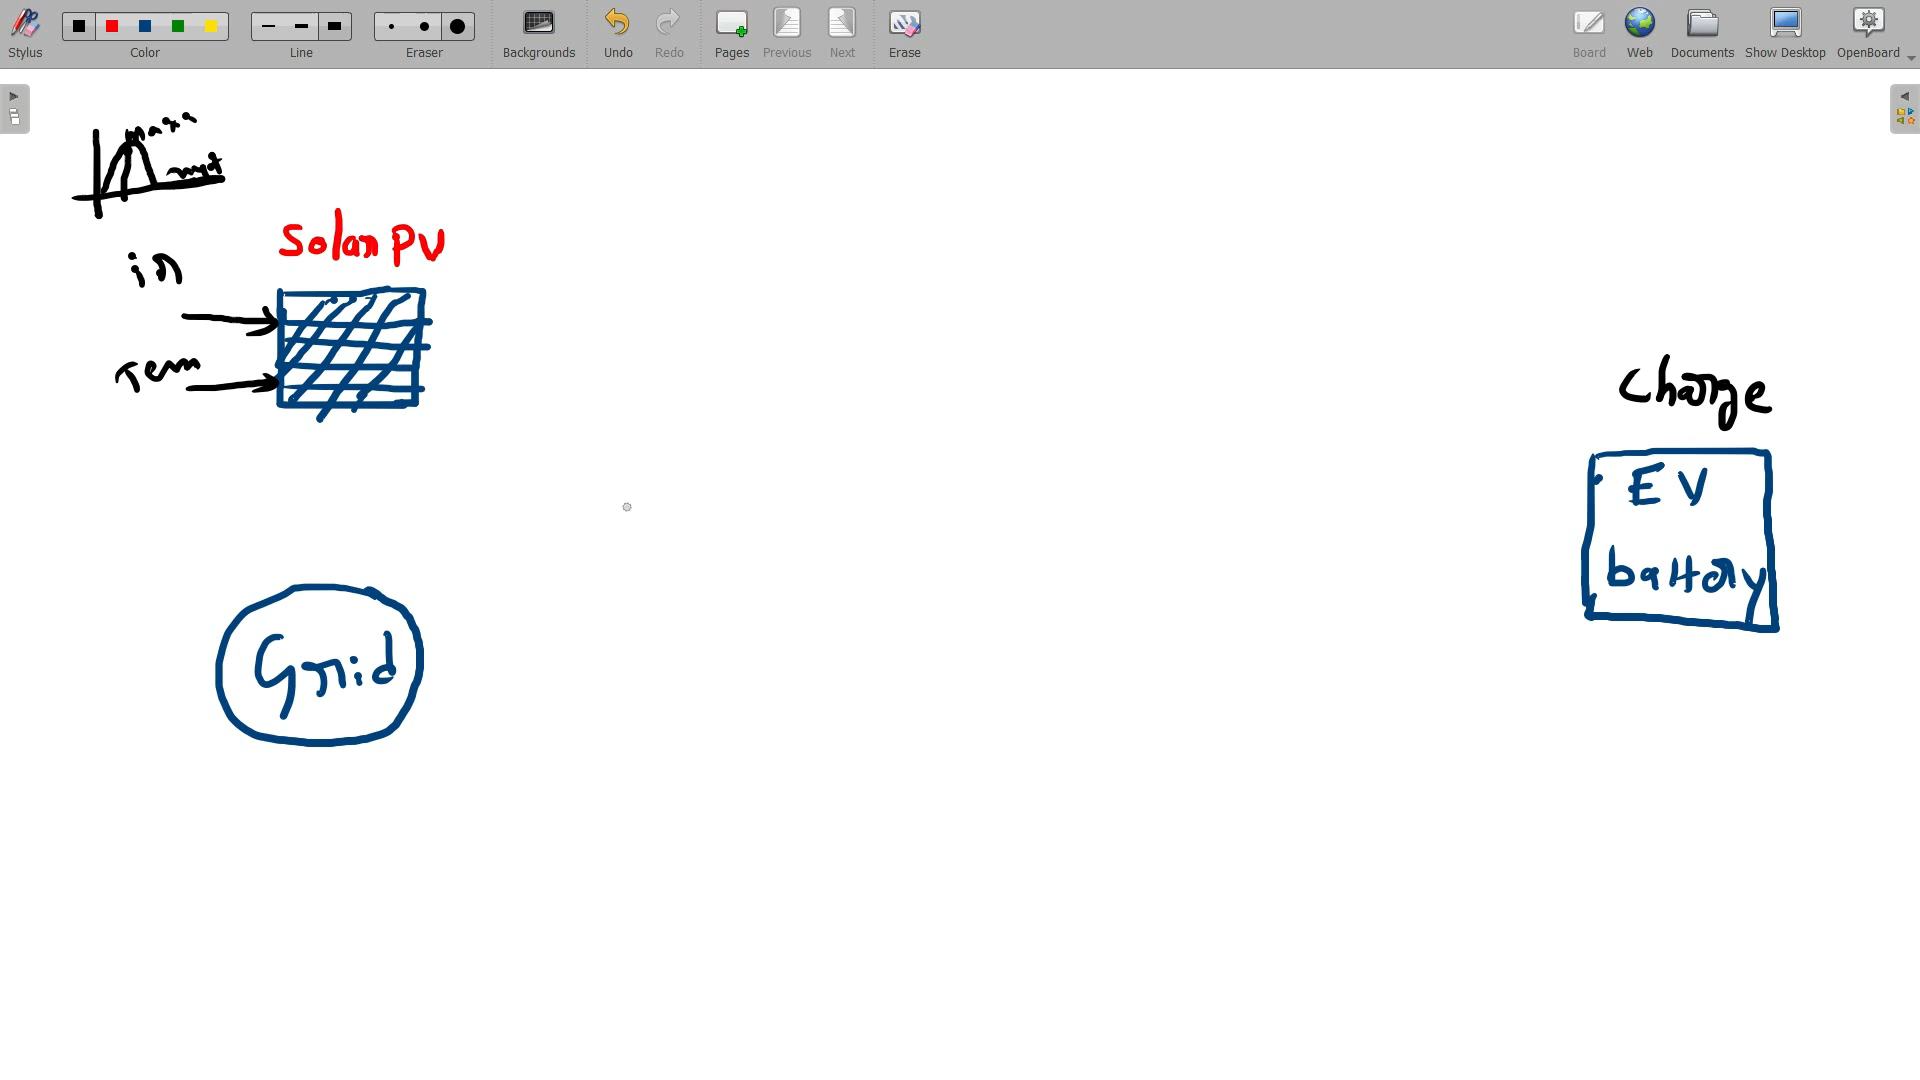 Stylus
Color
Line
Eraser
Backgrounds
Undo
Redo
Pages
Previous
Next
Erase
Board
Web
Documents
Show Desktop
OpenBoard
Solar PV
ir
Tem
Charge
EV
battery
Grid